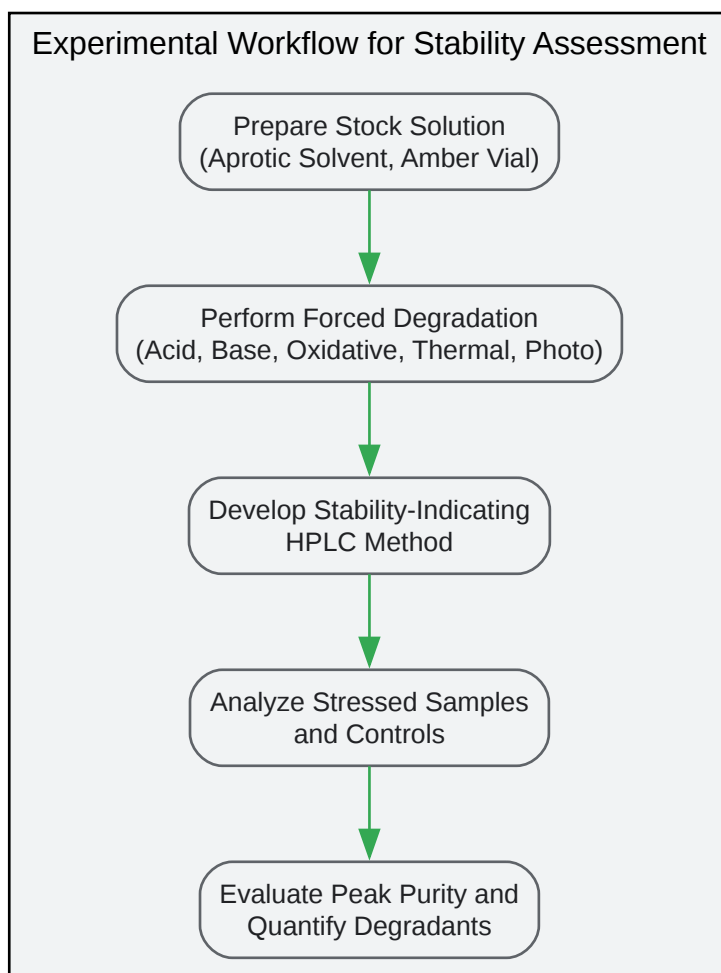 Experimental Workflow for Stability Assessment
Prepare Stock Solution
(Aprotic Solvent, Amber Vial)
Perform Forced Degradation
(Acid, Base, Oxidative, Thermal, Photo)
Develop Stability-Indicating
HPLC Method
Analyze Stressed Samples
and Controls
Evaluate Peak Purity and
Quantify Degradants